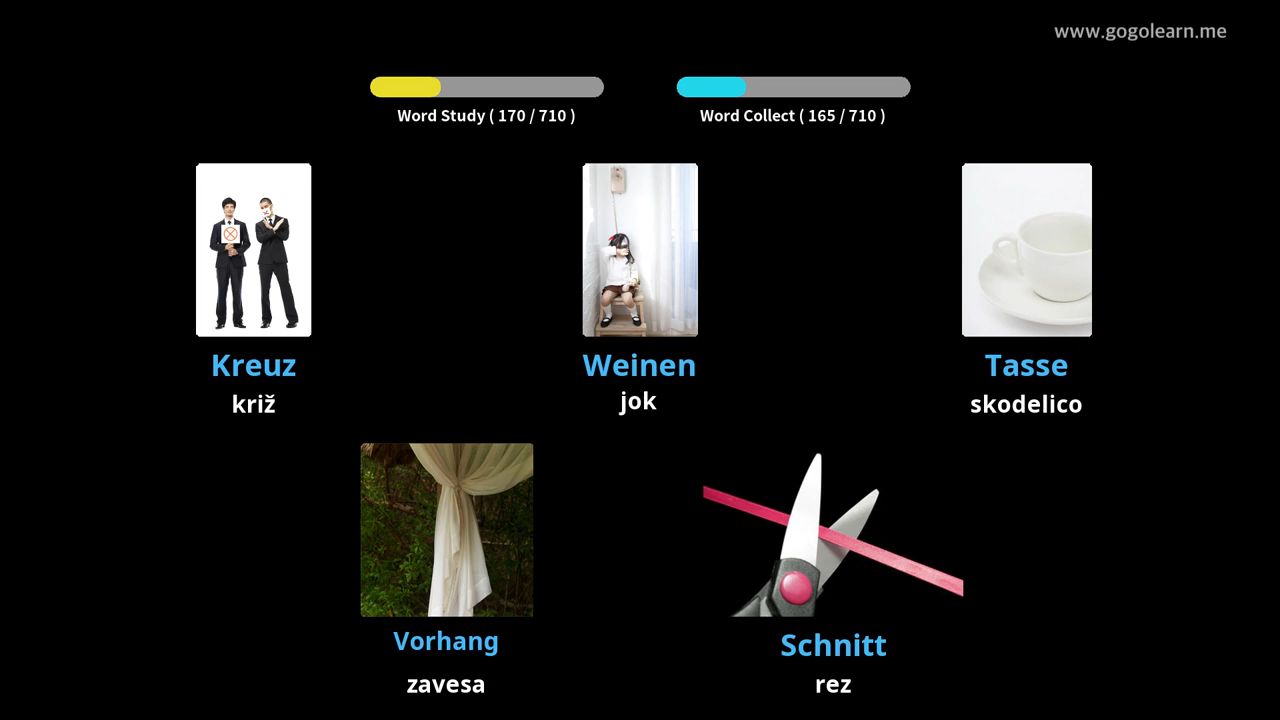 www.gogolearn.me
Word Study ( 170 / 710 )
Word Collect ( 165 / 710 )
Kreuz
križ
Weinen
jok
Tasse
skodelico
Vorhang
zavesa
Schnitt
rez